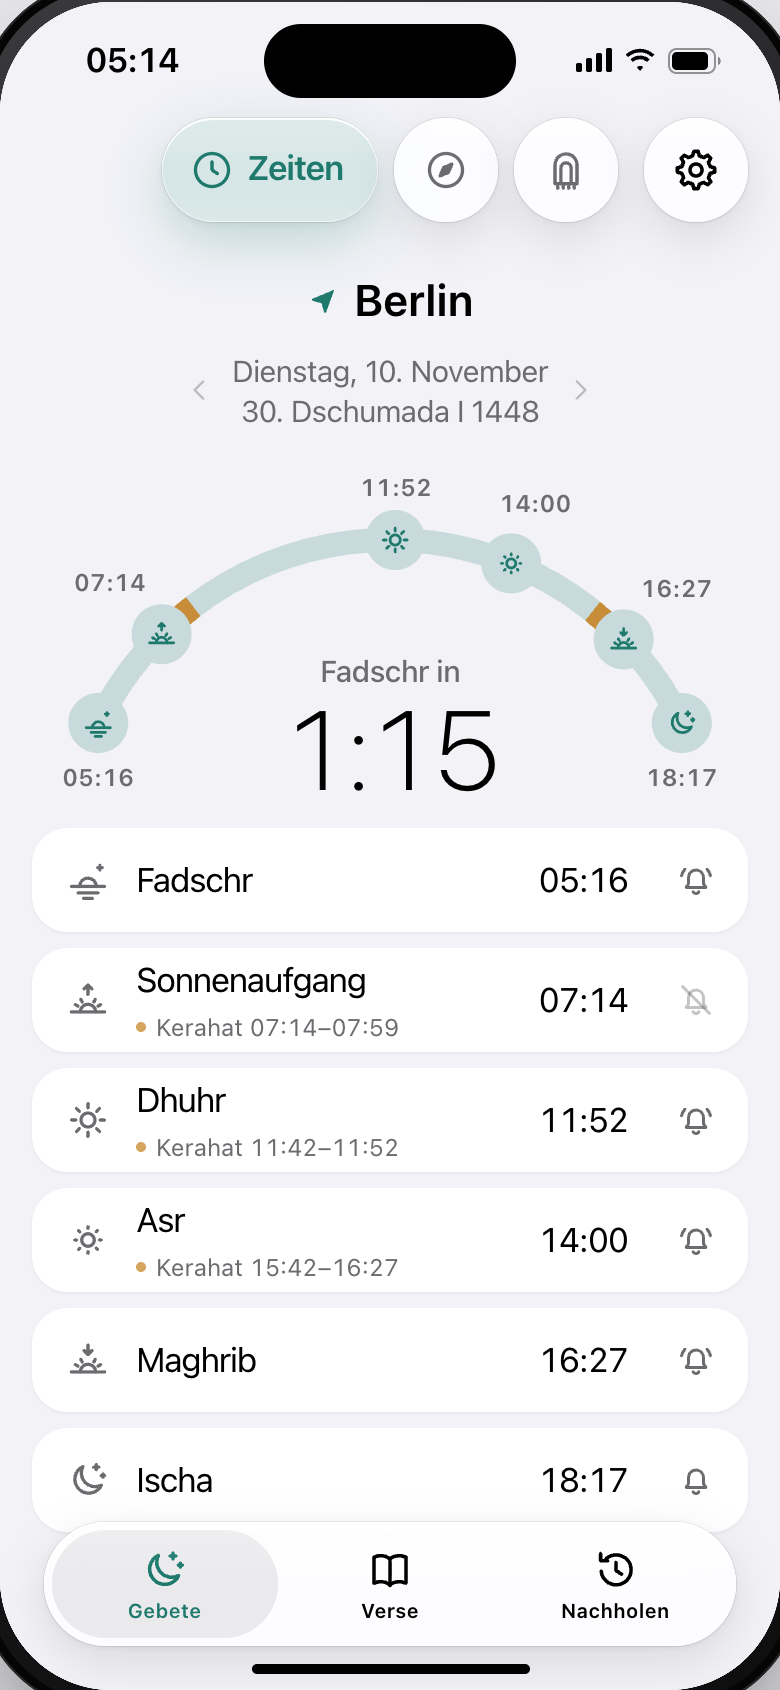 05:14
Zeiten
Berlin
Dienstag, 10. November
30. Dschumada I 1448
11:52
14:00
07:14
16:27
Fadschr in
1:15
05:16
18:17
Fadschr 05:16
Sonnenaufgang 07:14
Kerahat 07:14–07:59
Dhuhr 11:52
Kerahat 11:42–11:52
Asr 14:00
Kerahat 15:42–16:27
Maghrib 16:27
Ischa 18:17
Gebete
Verse
Nachholen